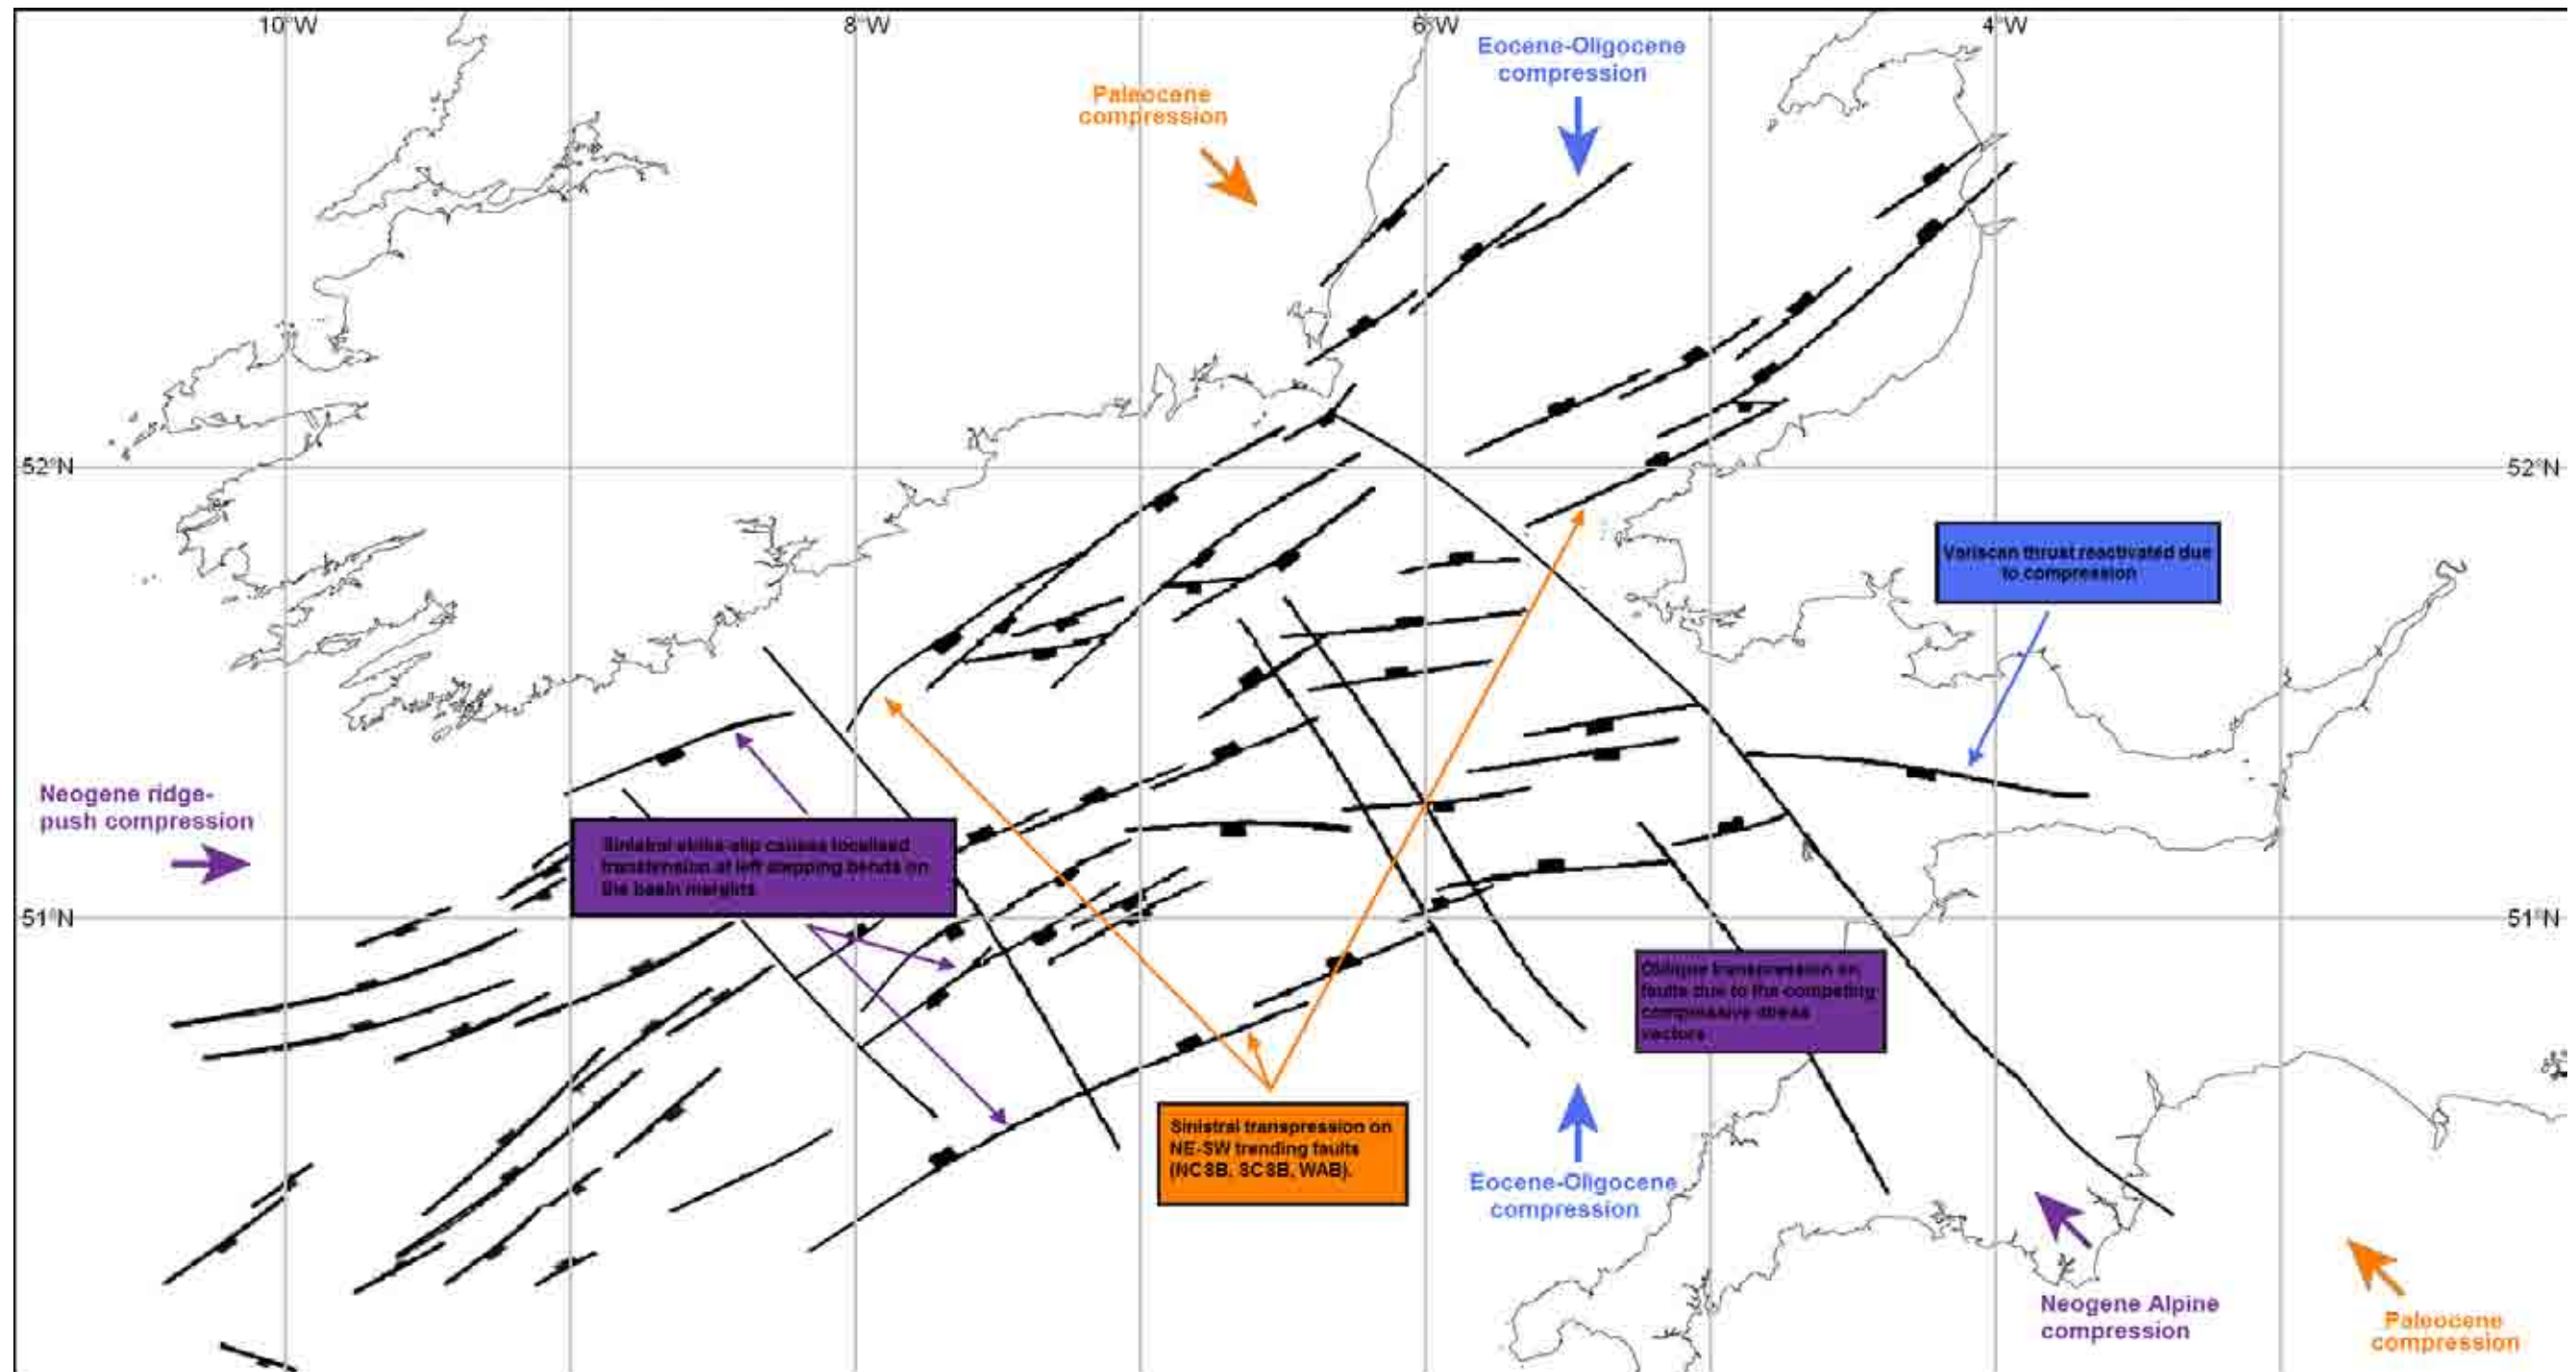 10°W
8°W
6°W
4°W
Eocene-Oligocene
compression
Paleocene
compression
52°N
52°N
Variscan thrust reactivated due
to compression
Neogene ridge-
push compression
Sinistral strike-slip causes localised
transtension at left stepping bends on
the basin margins
51°N
51°N
Oblique transpression on
faults due to the competing
compressive stress
vectors
Sinistral transpression on
NE-SW trending faults
(NCSB, SCSB, WAB).
Eocene-Oligocene
compression
Neogene Alpine
compression
Paleocene
compression